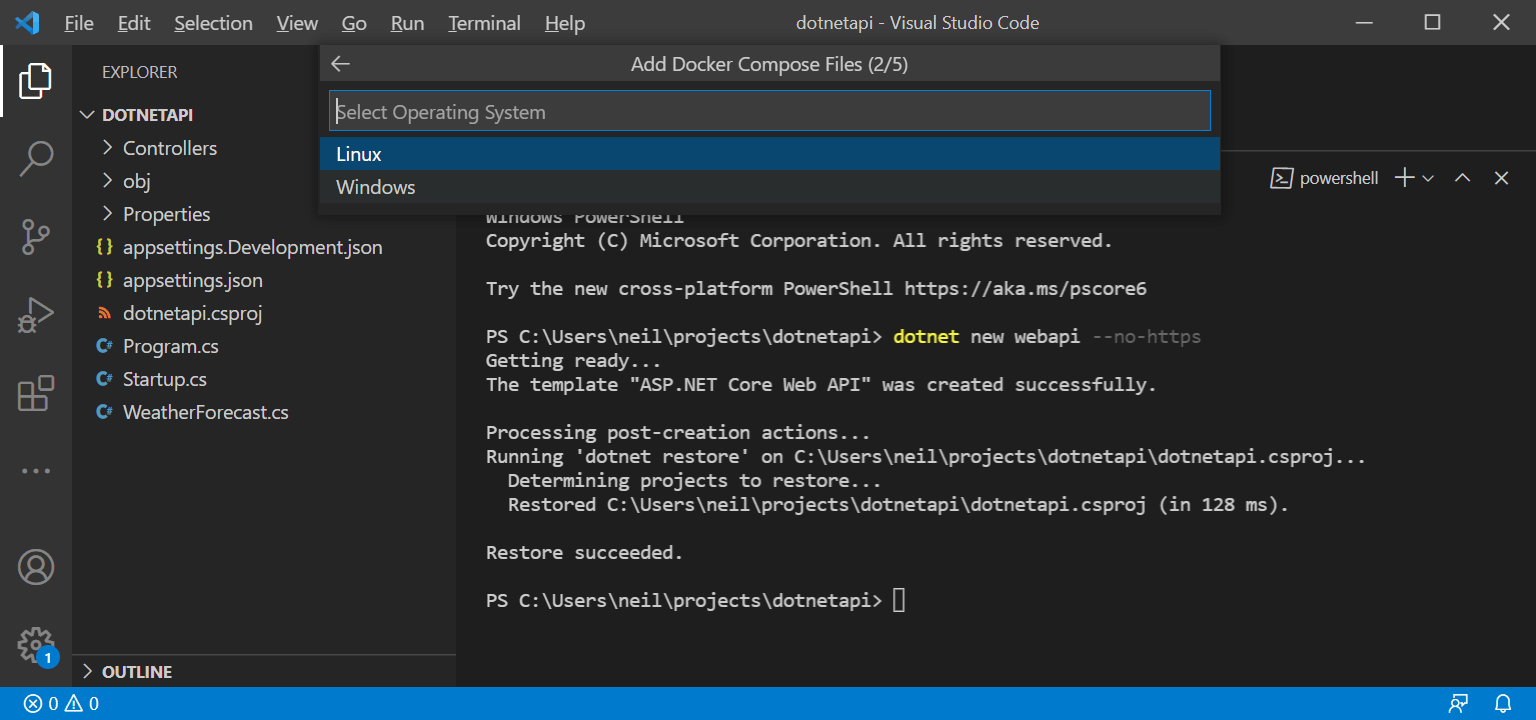 File Edit Selection View Go Run Terminal Help
dotnetapi - Visual Studio Code
Add Docker Compose Files (2/5)
Select Operating System
Linux
Windows
EXPLORER
DOTNETAPI
Controllers
obj
Properties
{} appsettings.Development.json
{} appsettings.json
dotnetapi.csproj
C# Program.cs
C# Startup.cs
C# WeatherForecast.cs
OUTLINE
powershell
Windows PowerShell
Copyright (C) Microsoft Corporation. All rights reserved.
Try the new cross-platform PowerShell https://aka.ms/pscore6
PS C:\Users\neil\projects\dotnetapi> dotnet new webapi --no-https
Getting ready...
The template "ASP.NET Core Web API" was created successfully.
Processing post-creation actions...
Running 'dotnet restore' on C:\Users\neil\projects\dotnetapi\dotnetapi.csproj...
Determining projects to restore...
Restored C:\Users\neil\projects\dotnetapi\dotnetapi.csproj (in 128 ms).
Restore succeeded.
PS C:\Users\neil\projects\dotnetapi>
1
0 0